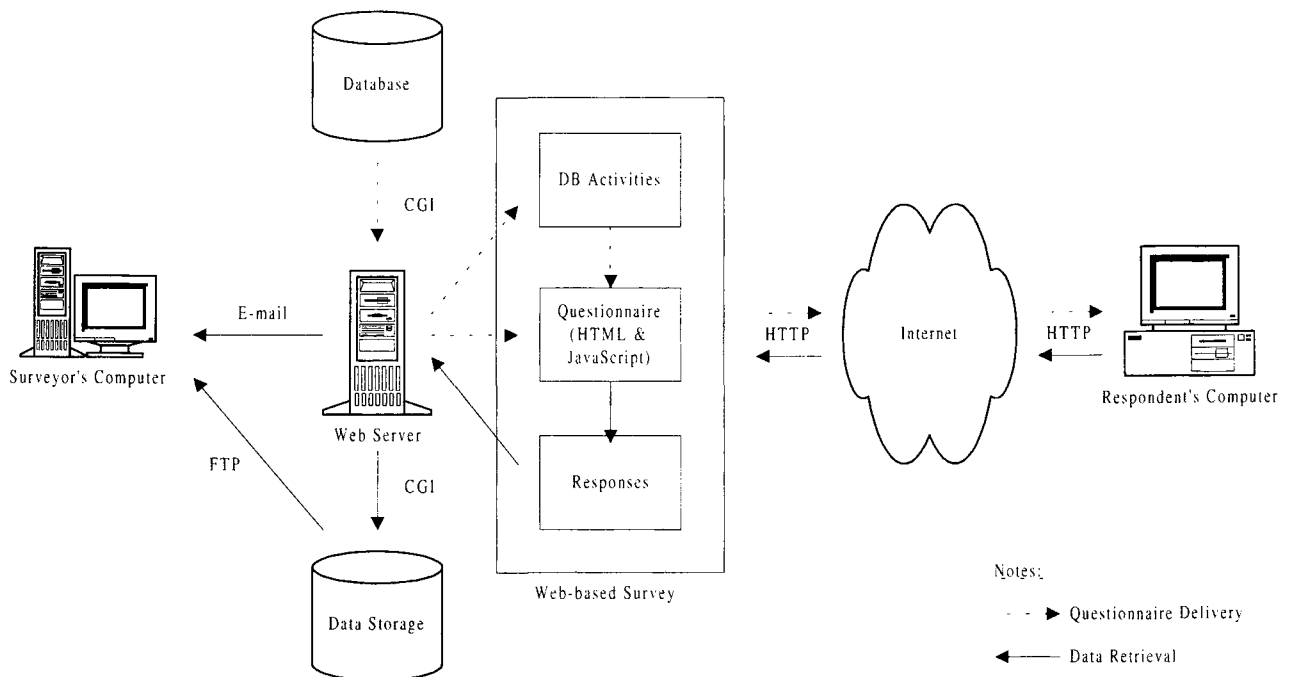 Database
DB Activities
CGI
E-mail
Questionnaire
(HTML &
JavaScript)
HTTP
Internet
HTTP
Surveyor's Computer
Respondent's Computer
Web Server
FTP
CGI
Responses
Web-based Survey
Data Storage
Notes:
Questionnaire Delivery
Data Retrieval